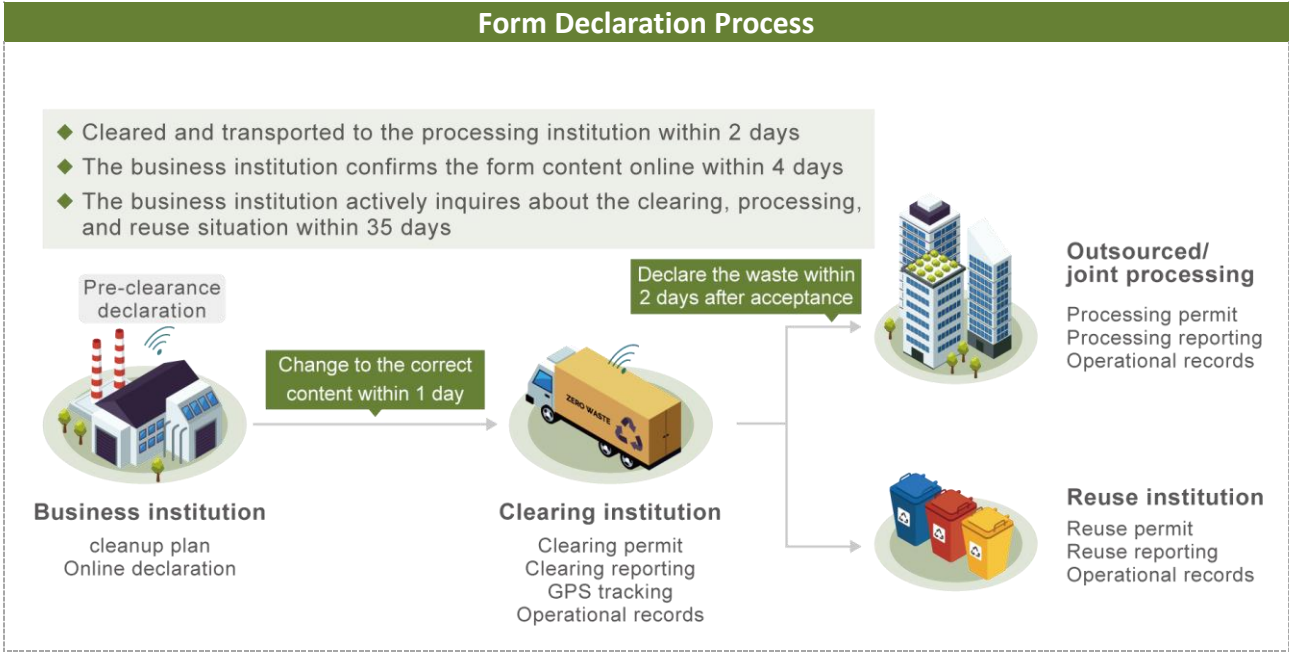 Form Declaration Process
Cleared and transported to the processing institution within 2 days
The business institution confirms the form content online within 4 days
The business institution actively inquires about the clearing, processing,
and reuse situation within 35 days
Pre-clearance
declaration
Change to the correct
content within 1 day
Declare the waste within
2 days after acceptance
ZERO WASTE
Business institution
cleanup plan
Online declaration
Clearing institution
Clearing permit
Clearing reporting
GPS tracking
Operational records
Outsourced/
joint processing
Processing permit
Processing reporting
Operational records
Reuse institution
Reuse permit
Reuse reporting
Operational records